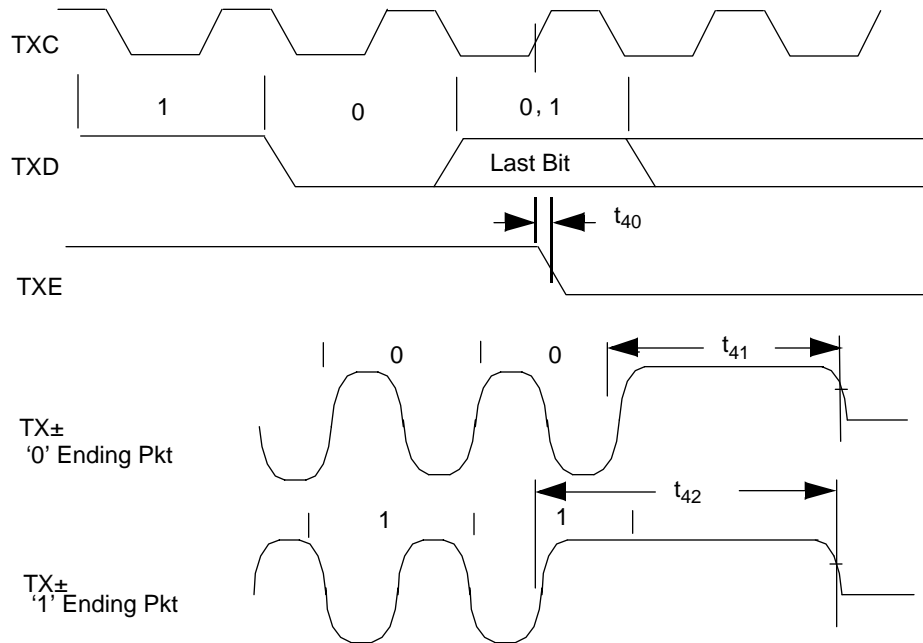 TXC
1 0 0, 1
TXD
Last Bit
t40
TXE
0 0
t41
TX±
‘0’ Ending Pkt
t42
1 1
TX±
‘1’ Ending Pkt